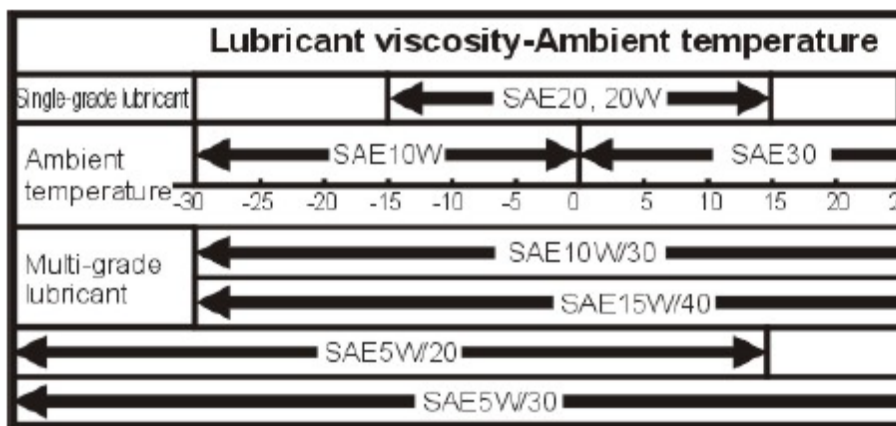 Lubricant viscosity-Ambient temperature
Single-grade lubricant SAE20, 20W
SAE10W SAE30
Ambient
temperature
-30 -25 -20 -15 -10 -5 0 5 10 15 20
SAE10W/30
Multi-grade
lubricant
SAE15W/40
SAE5W/20
SAE5W/30